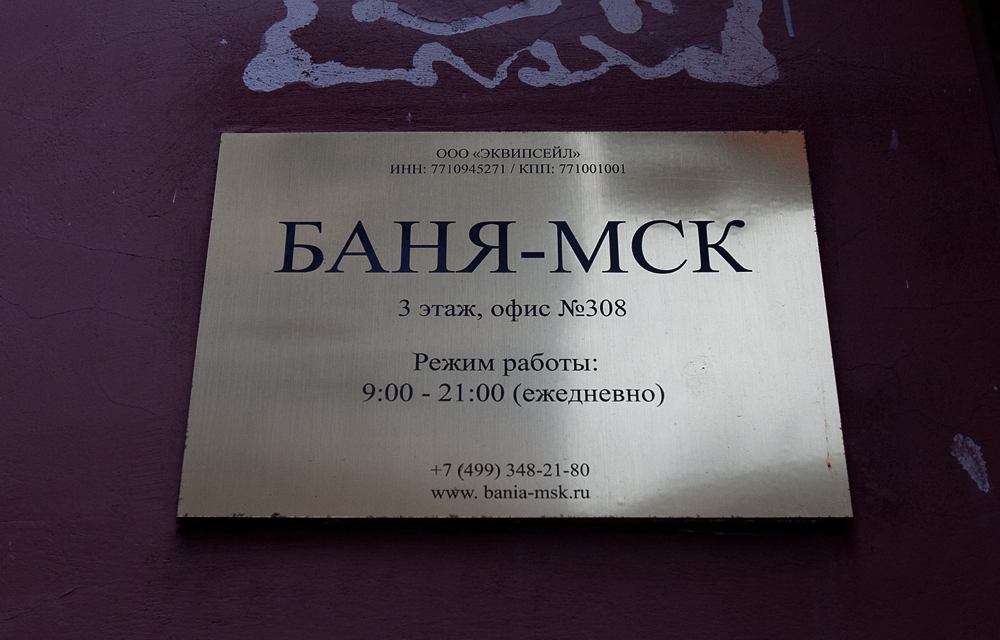 ООО «ЭКВИПСЕЙЛ»
ИНН: 7710945271 / КПП: 771001001
БАНЯ-МСК
3 этаж, офис №308
Режим работы:
9:00 - 21:00 (ежедневно)
+7 (499) 348-21-80
www. bania-msk.ru